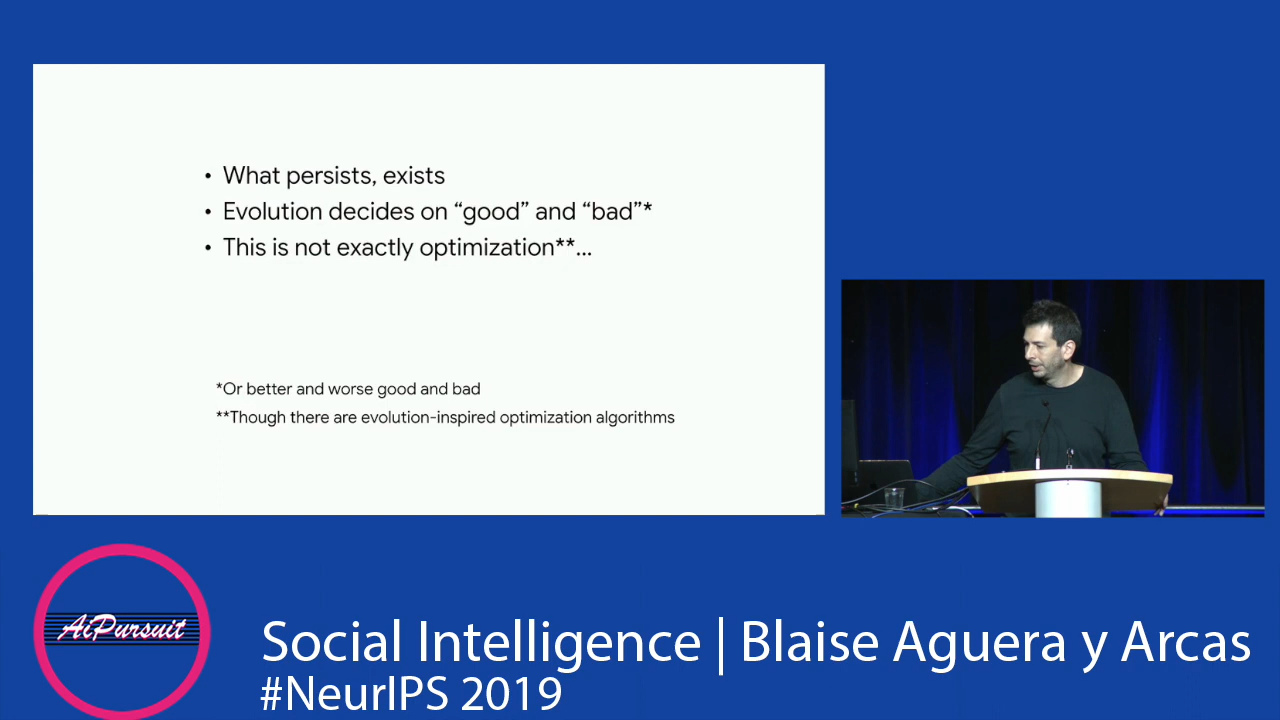 • What persists, exists
• Evolution decides on “good” and “bad”*
• This is not exactly optimization**...
*Or better and worse good and bad
**Though there are evolution-inspired optimization algorithms
AiPursuit
Social Intelligence | Blaise Aguera y Arcas
#NeurIPS 2019